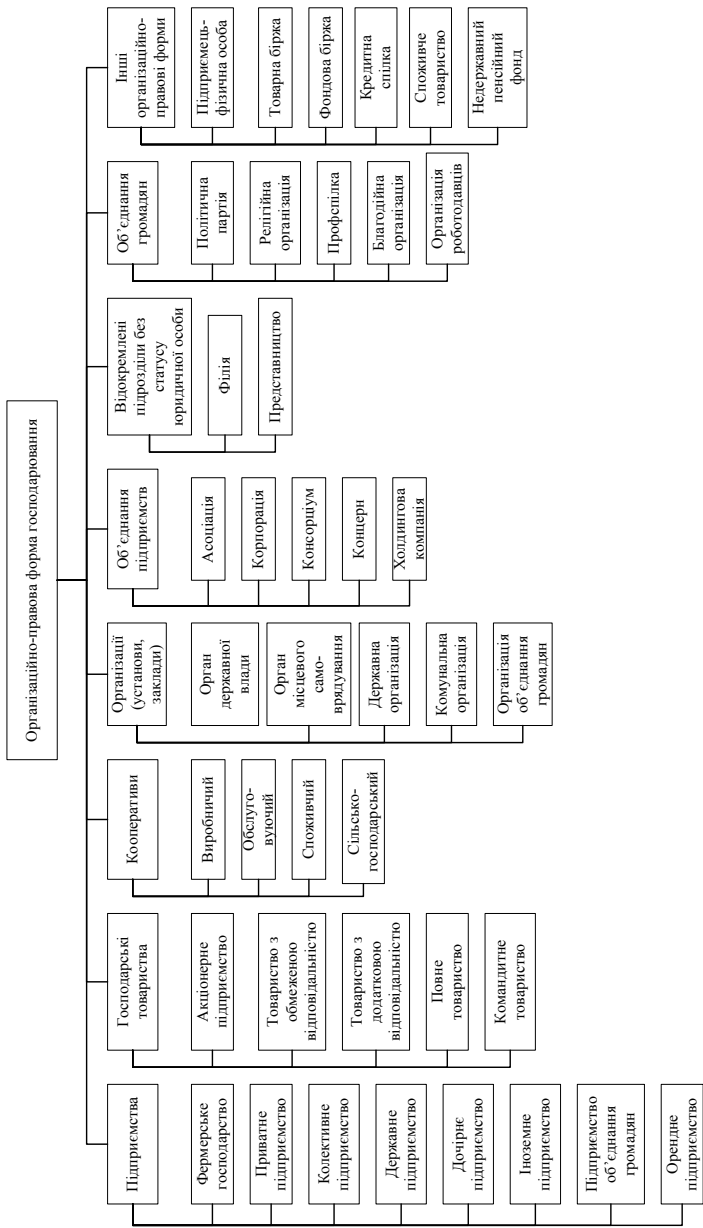 Організаційно-правова форма господарювання
Підприємства
Фермерське
господарство
Приватне
підприємство
Колективне
підприємство
Державне
підприємство
Дочірнє
підприємство
Іноземне
підприємство
Підприємство
об’єднання
громадян
Орендне
підприємство
Господарські
товариства
Акціонерне
підприємство
Товариство з
обмеженою
відповідальністю
Товариство з
додатковою
відповідальністю
Повне
товариство
Командитне
товариство
Кооперативи
Виробничий
Обслуго-
вуючий
Споживчий
Сільсько-
господарський
Організації
(установи,
заклади)
Орган
державної
влади
Орган
місцевого
само-
врядування
Державна
організація
Комунальна
організація
Організація
об’єднання
громадян
Об’єднання
підприємств
Асоціація
Корпорація
Консорціум
Концерн
Холдингова
компанія
Відокремлені
підрозділи без
статусу
юридичної особи
Філія
Представництво
Об’єднання
громадян
Політична
партія
Релігійна
організація
Профспілка
Благодійна
організація
Організація
роботодавців
Інші
організаційно-
правові форми
Підприємець-
фізична особа
Товарна біржа
Фондова біржа
Кредитна
спілка
Споживче
товариство
Недержавний
пенсійний
фонд